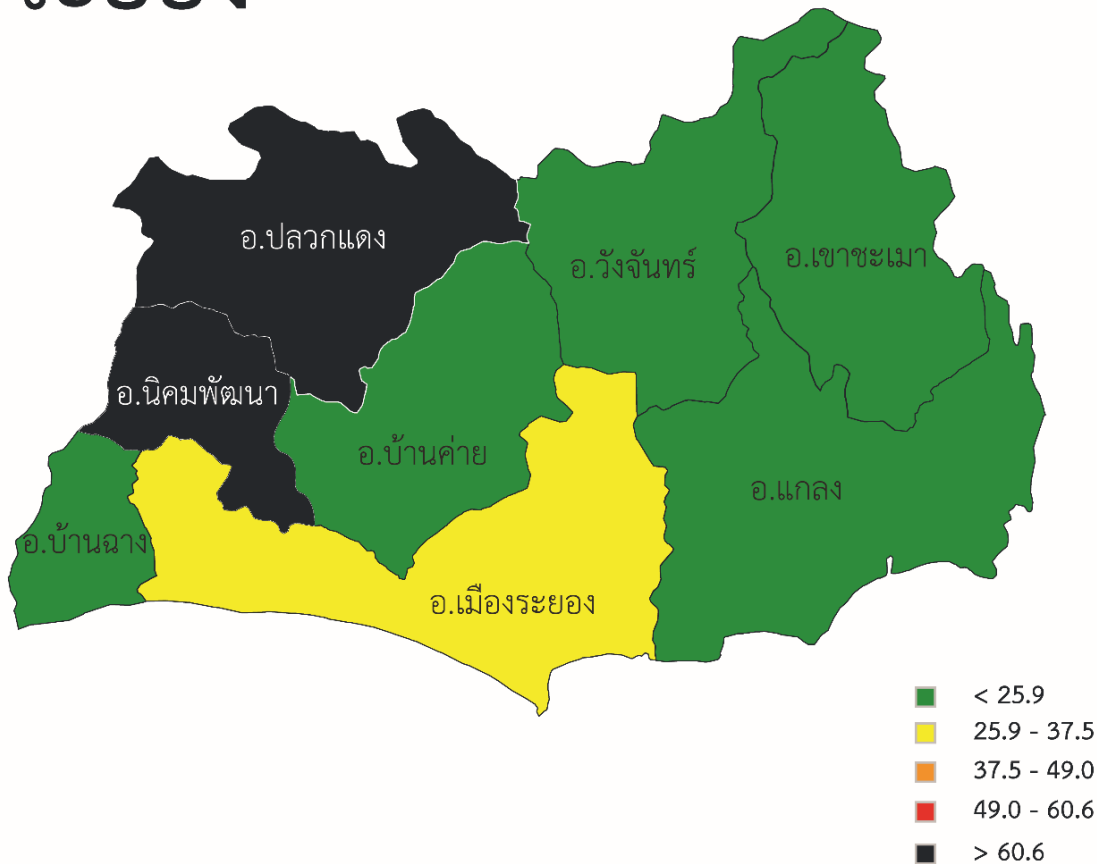 อ.ปลวกแดง
อ.วังจันทร์
อ.เขาชะเมา
อ.นิคมพัฒนา
อ.บ้านค่าย
อ.แกลง
อ.บ้านฉาง
อ.เมืองระยอง
< 25.9
25.9 - 37.5
37.5 - 49.0
49.0 - 60.6
> 60.6